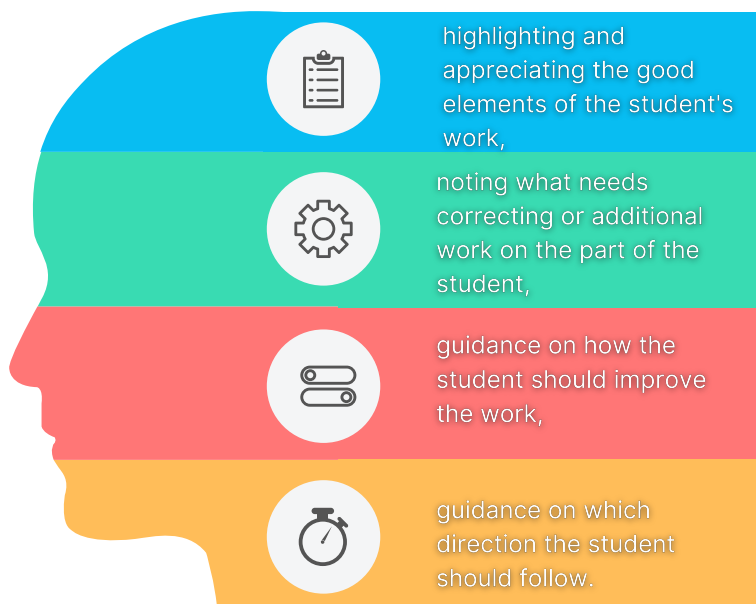 highlighting and
appreciating the good
elements of the student's
work,
noting what needs
correcting or additional
work on the part of the
student,
guidance on how the
student should improve
the work,
guidance on which
direction the student
should follow.